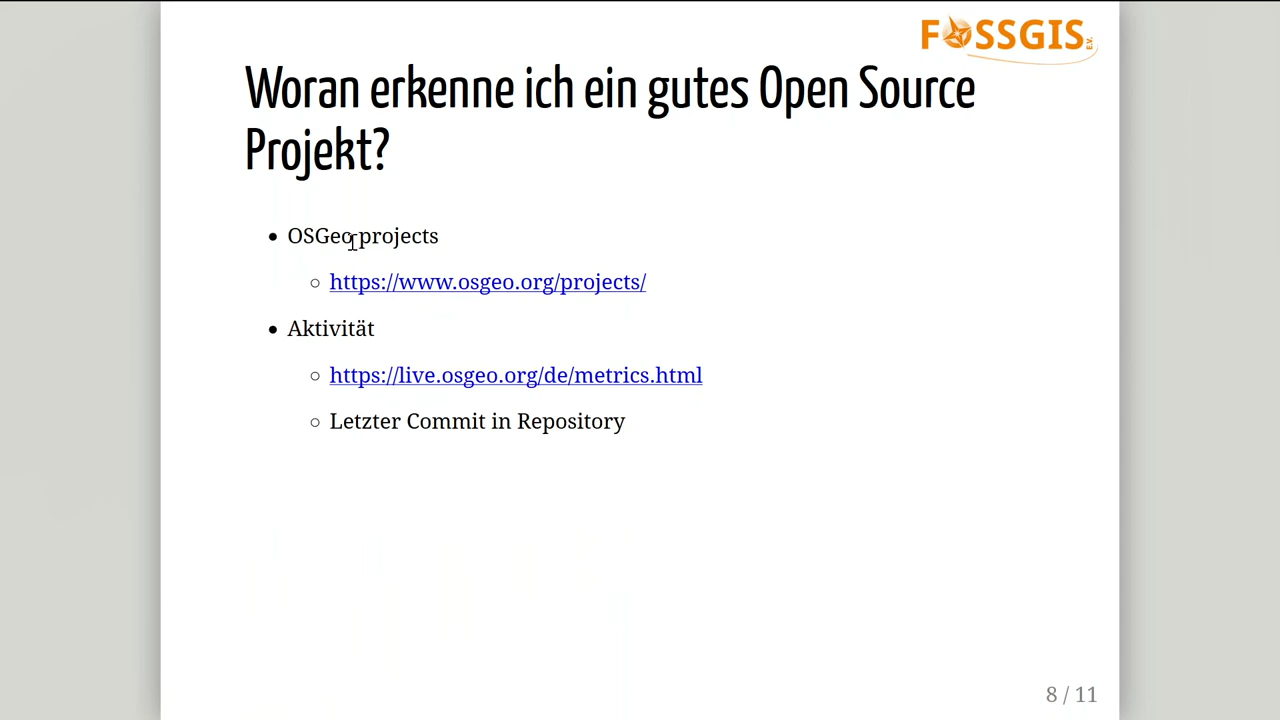 FOSSGIS e.V.
Woran erkenne ich ein gutes Open Source
Projekt?
OSGeo-projects
https://www.osgeo.org/projects/
Aktivität
https://live.osgeo.org/de/metrics.html
Letzter Commit in Repository
8 / 11